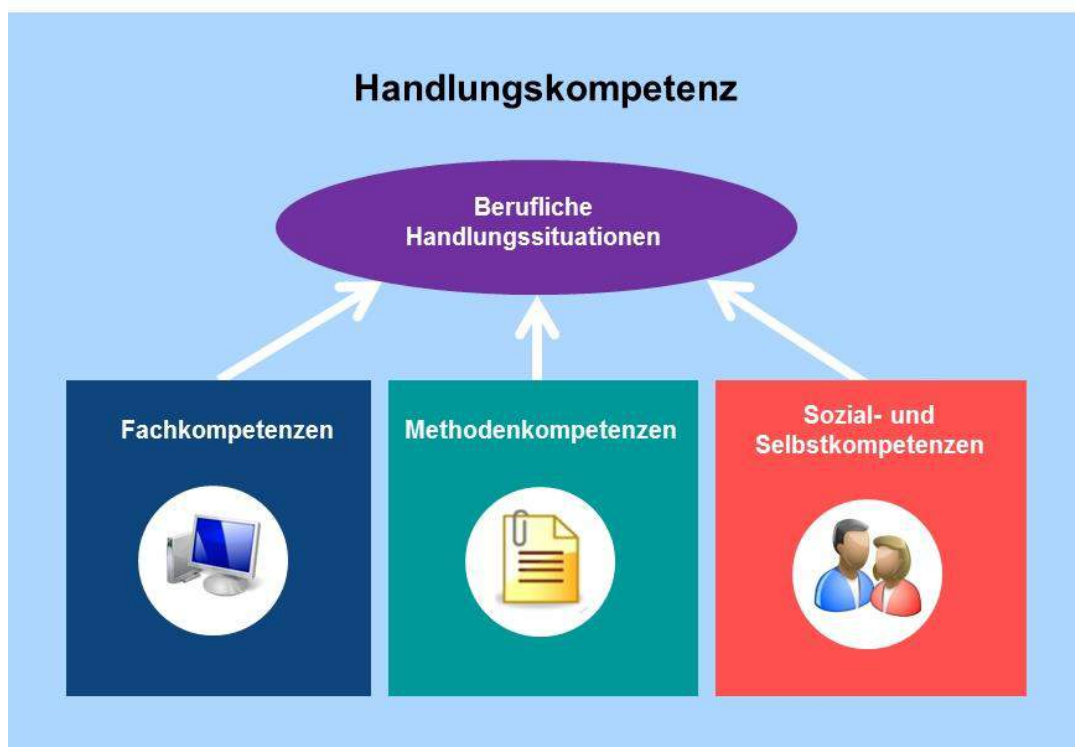 Handlungskompetenz
Berufliche
Handlungssituationen
Fachkompetenzen
Methodenkompetenzen
Sozial- und
Selbstkompetenzen